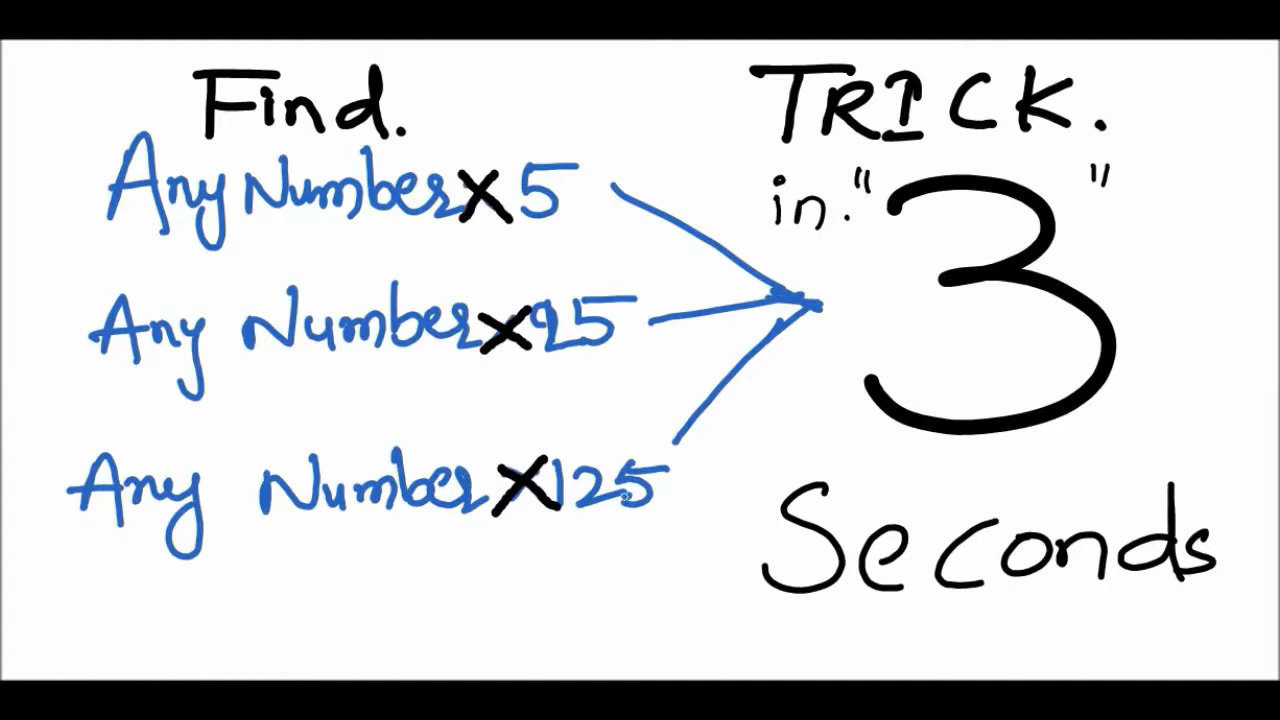 Find.
Any Number X 5
Any Number X 25
Any Number X 125
TRICK.
in. "3"
Seconds